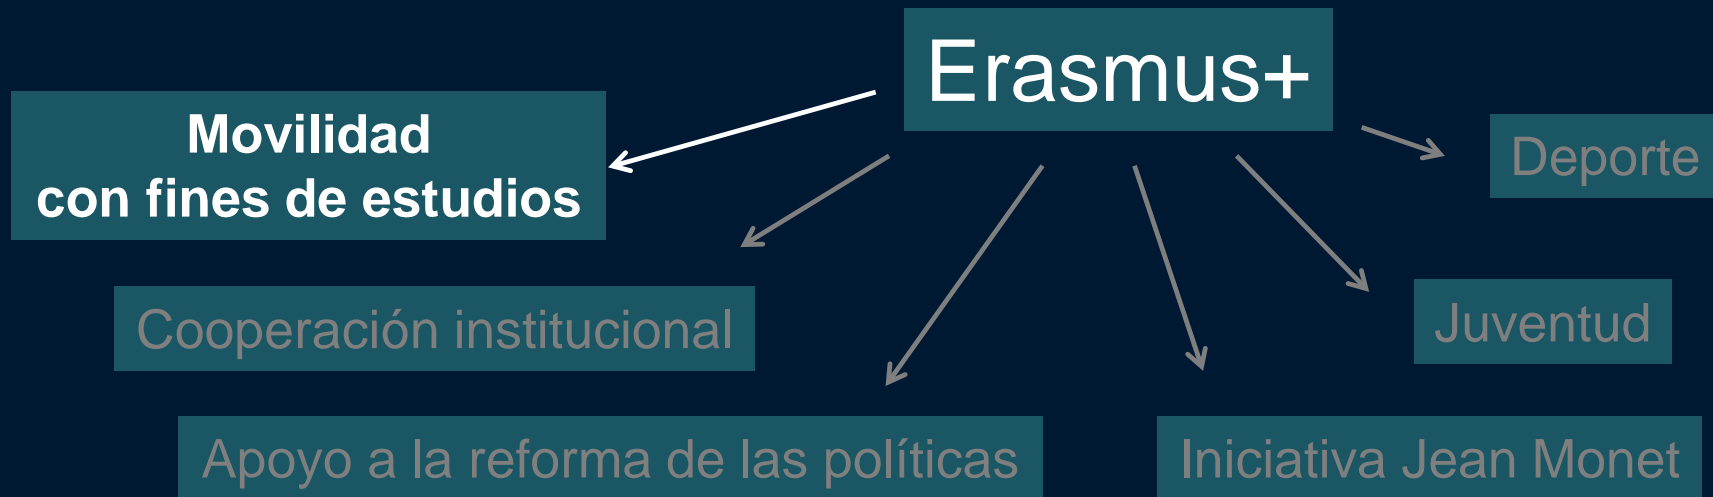 Erasmus+
Movilidad
con fines de estudios
Deporte
Cooperación institucional
Juventud
Apoyo a la reforma de las políticas
Iniciativa Jean Monet